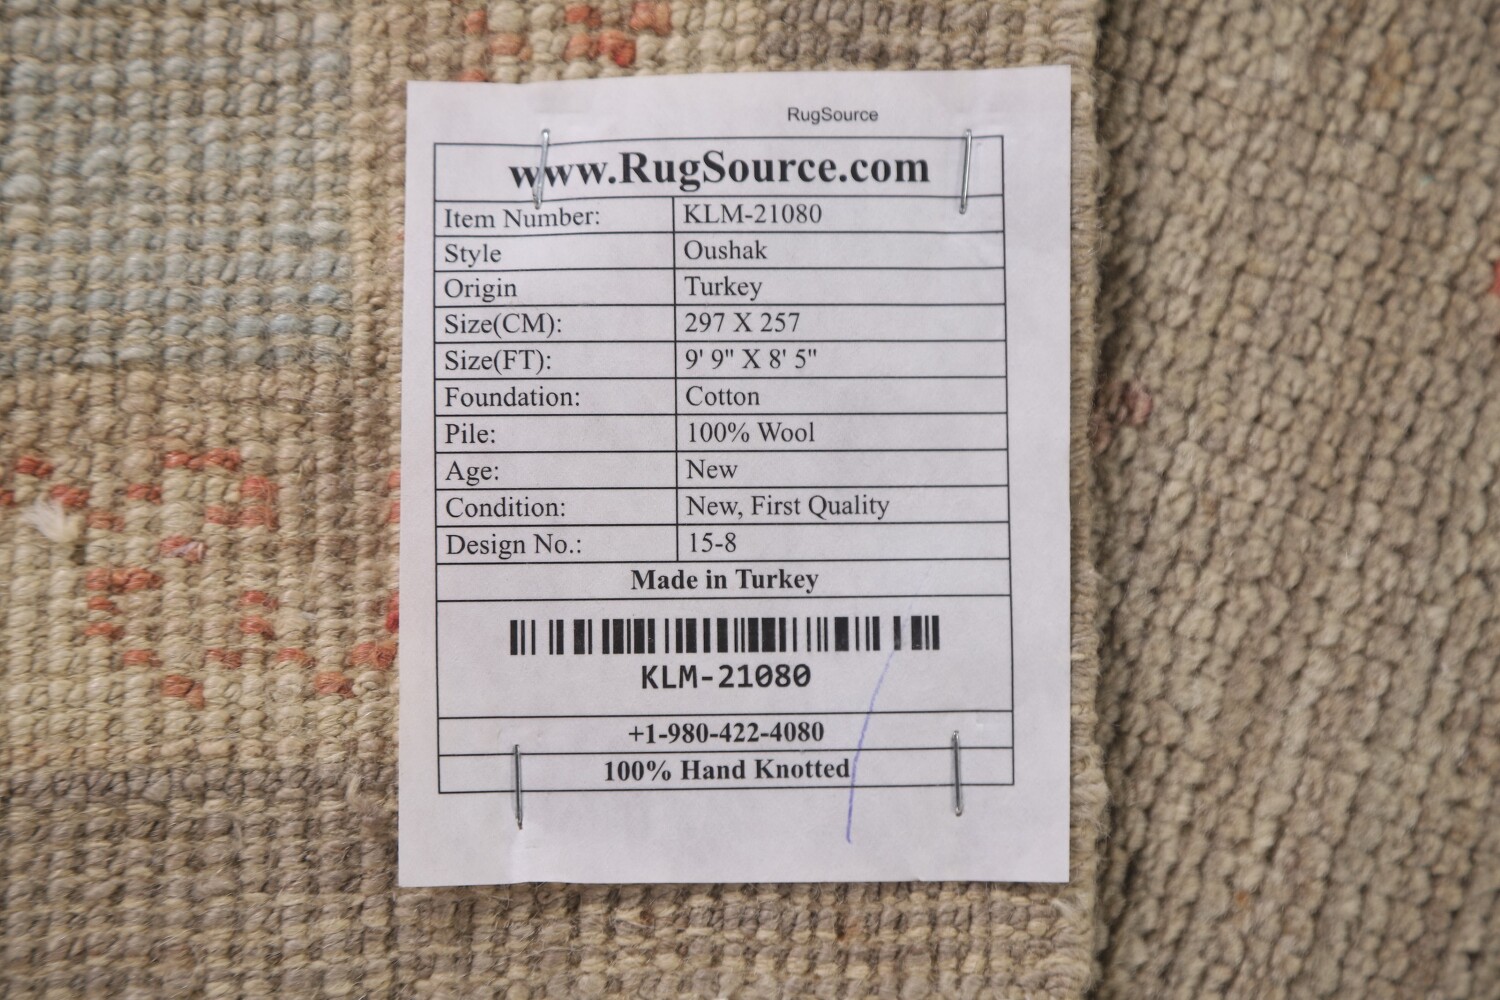 RugSource
www.RugSource.com
Item Number: KLM-21080
Style Oushak
Origin Turkey
Size(CM): 297 X 257
Size(FT): 9' 9" X 8' 5"
Foundation: Cotton
Pile: 100% Wool
Age: New
Condition: New, First Quality
Design No.: 15-8
Made in Turkey
KLM-21080
+1-980-422-4080
100% Hand Knotted